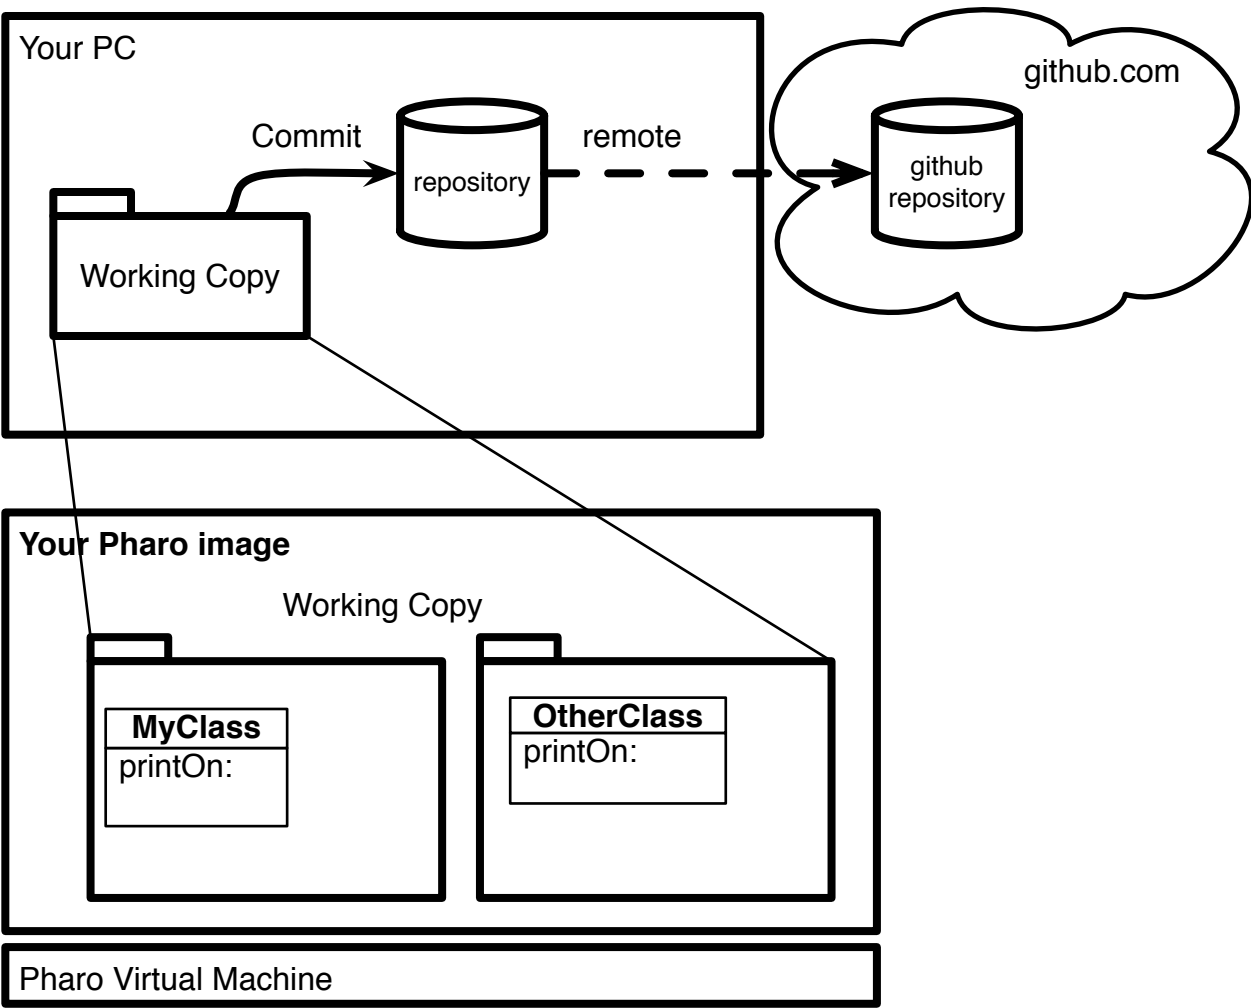 Your PC
github.com
Commit
remote
repository
github
repository
Working Copy
Your Pharo image
Working Copy
MyClass
printOn:
OtherClass
printOn:
Pharo Virtual Machine